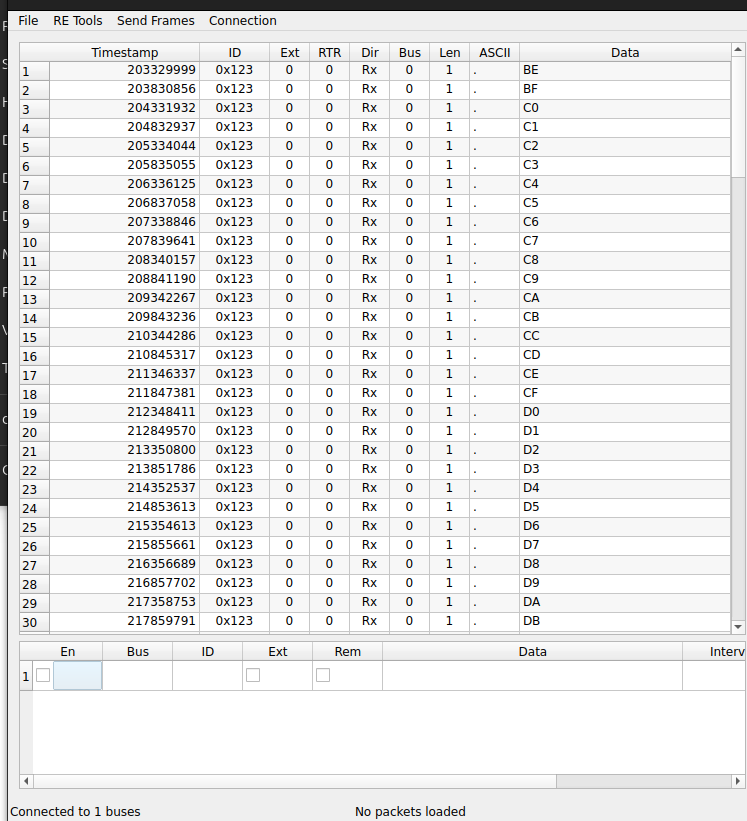 File RE Tools Send Frames Connection
Timestamp ID Ext RTR Dir Bus Len ASCII Data
1 203329999 0x123 0 0 Rx 0 1 . BE
2 203830856 0x123 0 0 Rx 0 1 . BF
3 204331932 0x123 0 0 Rx 0 1 . C0
4 204832937 0x123 0 0 Rx 0 1 . C1
5 205334044 0x123 0 0 Rx 0 1 . C2
6 205835055 0x123 0 0 Rx 0 1 . C3
7 206336125 0x123 0 0 Rx 0 1 . C4
8 206837058 0x123 0 0 Rx 0 1 . C5
9 207338846 0x123 0 0 Rx 0 1 . C6
10 207839641 0x123 0 0 Rx 0 1 . C7
11 208340157 0x123 0 0 Rx 0 1 . C8
12 208841190 0x123 0 0 Rx 0 1 . C9
13 209342267 0x123 0 0 Rx 0 1 . CA
14 209843236 0x123 0 0 Rx 0 1 . CB
15 210344286 0x123 0 0 Rx 0 1 . CC
16 210845317 0x123 0 0 Rx 0 1 . CD
17 211346337 0x123 0 0 Rx 0 1 . CE
18 211847381 0x123 0 0 Rx 0 1 . CF
19 212348411 0x123 0 0 Rx 0 1 . D0
20 212849570 0x123 0 0 Rx 0 1 . D1
21 213350800 0x123 0 0 Rx 0 1 . D2
22 213851786 0x123 0 0 Rx 0 1 . D3
23 214352537 0x123 0 0 Rx 0 1 . D4
24 214853613 0x123 0 0 Rx 0 1 . D5
25 215354613 0x123 0 0 Rx 0 1 . D6
26 215855661 0x123 0 0 Rx 0 1 . D7
27 216356689 0x123 0 0 Rx 0 1 . D8
28 216857702 0x123 0 0 Rx 0 1 . D9
29 217358753 0x123 0 0 Rx 0 1 . DA
30 217859791 0x123 0 0 Rx 0 1 . DB
En Bus ID Ext Rem Data Interv
1
Connected to 1 buses No packets loaded